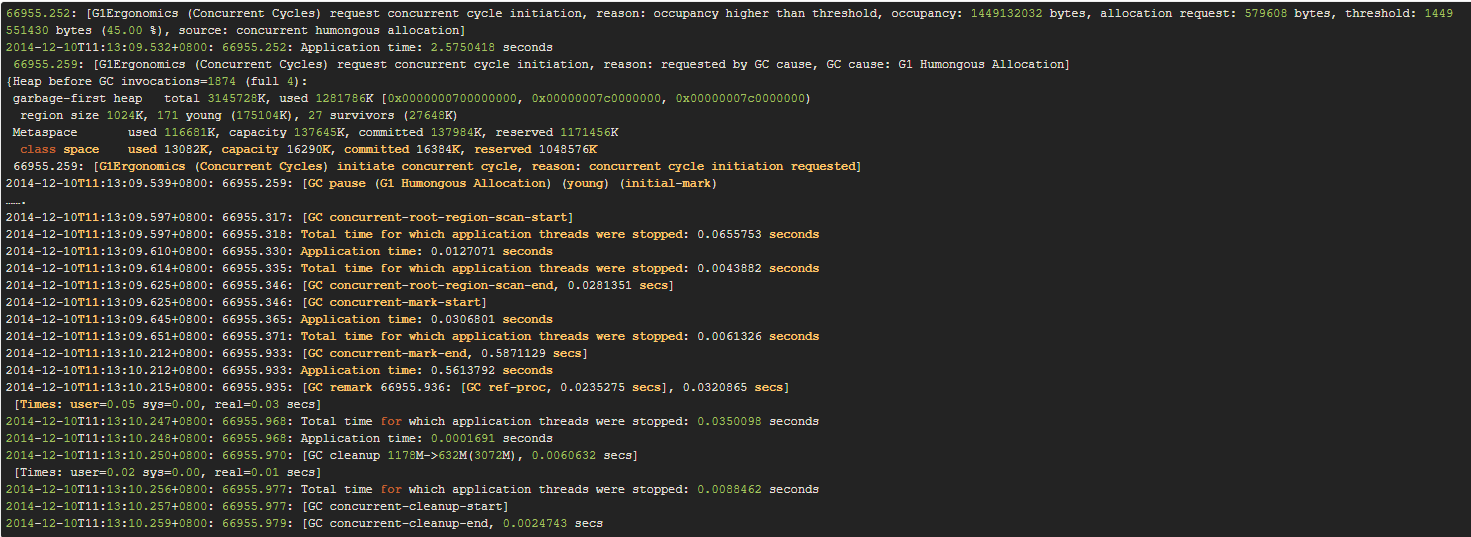 66955.252: [G1Ergonomics (Concurrent Cycles) request concurrent cycle initiation, reason: occupancy higher than threshold, occupancy: 1449132032 bytes, allocation request: 579608 bytes, threshold: 1449
551430 bytes (45.00 %), source: concurrent humongous allocation]
2014-12-10T11:13:09.532+0800: 66955.252: Application time: 2.5750418 seconds
66955.259: [G1Ergonomics (Concurrent Cycles) request concurrent cycle initiation, reason: requested by GC cause, GC cause: G1 Humongous Allocation]
{Heap before GC invocations=1874 (full 4):
garbage-first heap   total 3145728K, used 1281786K [0x0000000700000000, 0x00000007c0000000, 0x00000007c0000000)
region size 1024K, 171 young (175104K), 27 survivors (27648K)
Metaspace       used 116681K, capacity 137645K, committed 137984K, reserved 1171456K
class space    used 13082K, capacity 16290K, committed 16384K, reserved 1048576K
66955.259: [G1Ergonomics (Concurrent Cycles) initiate concurrent cycle, reason: concurrent cycle initiation requested]
2014-12-10T11:13:09.539+0800: 66955.259: [GC pause (G1 Humongous Allocation) (young) (initial-mark)
…….
2014-12-10T11:13:09.597+0800: 66955.317: [GC concurrent-root-region-scan-start]
2014-12-10T11:13:09.597+0800: 66955.318: Total time for which application threads were stopped: 0.0655753 seconds
2014-12-10T11:13:09.610+0800: 66955.330: Application time: 0.0127071 seconds
2014-12-10T11:13:09.614+0800: 66955.335: Total time for which application threads were stopped: 0.0043882 seconds
2014-12-10T11:13:09.625+0800: 66955.346: [GC concurrent-root-region-scan-end, 0.0281351 secs]
2014-12-10T11:13:09.625+0800: 66955.346: [GC concurrent-mark-start]
2014-12-10T11:13:09.645+0800: 66955.365: Application time: 0.0306801 seconds
2014-12-10T11:13:09.651+0800: 66955.371: Total time for which application threads were stopped: 0.0061326 seconds
2014-12-10T11:13:10.212+0800: 66955.933: [GC concurrent-mark-end, 0.5871129 secs]
2014-12-10T11:13:10.212+0800: 66955.933: Application time: 0.5613792 seconds
2014-12-10T11:13:10.215+0800: 66955.935: [GC remark 66955.936: [GC ref-proc, 0.0235275 secs], 0.0320865 secs]
[Times: user=0.05 sys=0.00, real=0.03 secs]
2014-12-10T11:13:10.247+0800: 66955.968: Total time for which application threads were stopped: 0.0350098 seconds
2014-12-10T11:13:10.248+0800: 66955.968: Application time: 0.0001691 seconds
2014-12-10T11:13:10.250+0800: 66955.970: [GC cleanup 1178M->632M(3072M), 0.0060632 secs]
[Times: user=0.02 sys=0.00, real=0.01 secs]
2014-12-10T11:13:10.256+0800: 66955.977: Total time for which application threads were stopped: 0.0088462 seconds
2014-12-10T11:13:10.257+0800: 66955.977: [GC concurrent-cleanup-start]
2014-12-10T11:13:10.259+0800: 66955.979: [GC concurrent-cleanup-end, 0.0024743 secs